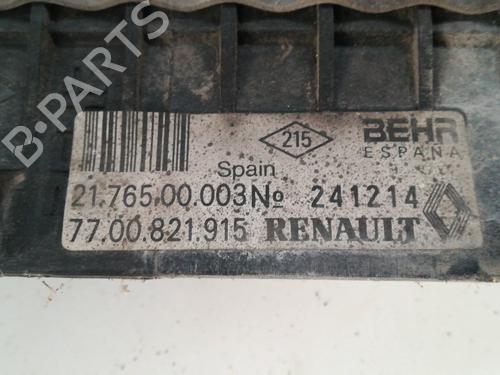 B-PARTS
215
BEHR
ESPAÑA
Spain
21.765.00.003 No 241214
77.00.821.915 RENAULT